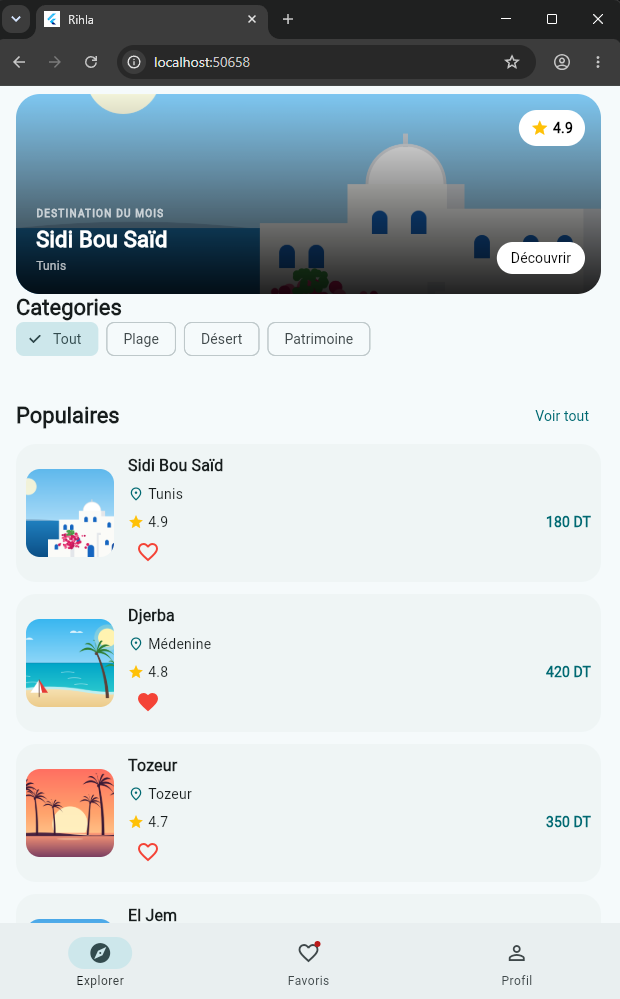 Rihla
localhost:50658
4.9
DESTINATION DU MOIS
Sidi Bou Saïd
Tunis
Découvrir
Categories
Tout
Plage
Désert
Patrimoine
Populaires
Voir tout
Sidi Bou Saïd
Tunis
4.9
180 DT
Djerba
Médenine
4.8
420 DT
Tozeur
Tozeur
4.7
350 DT
El Jem
Explorer
Favoris
Profil